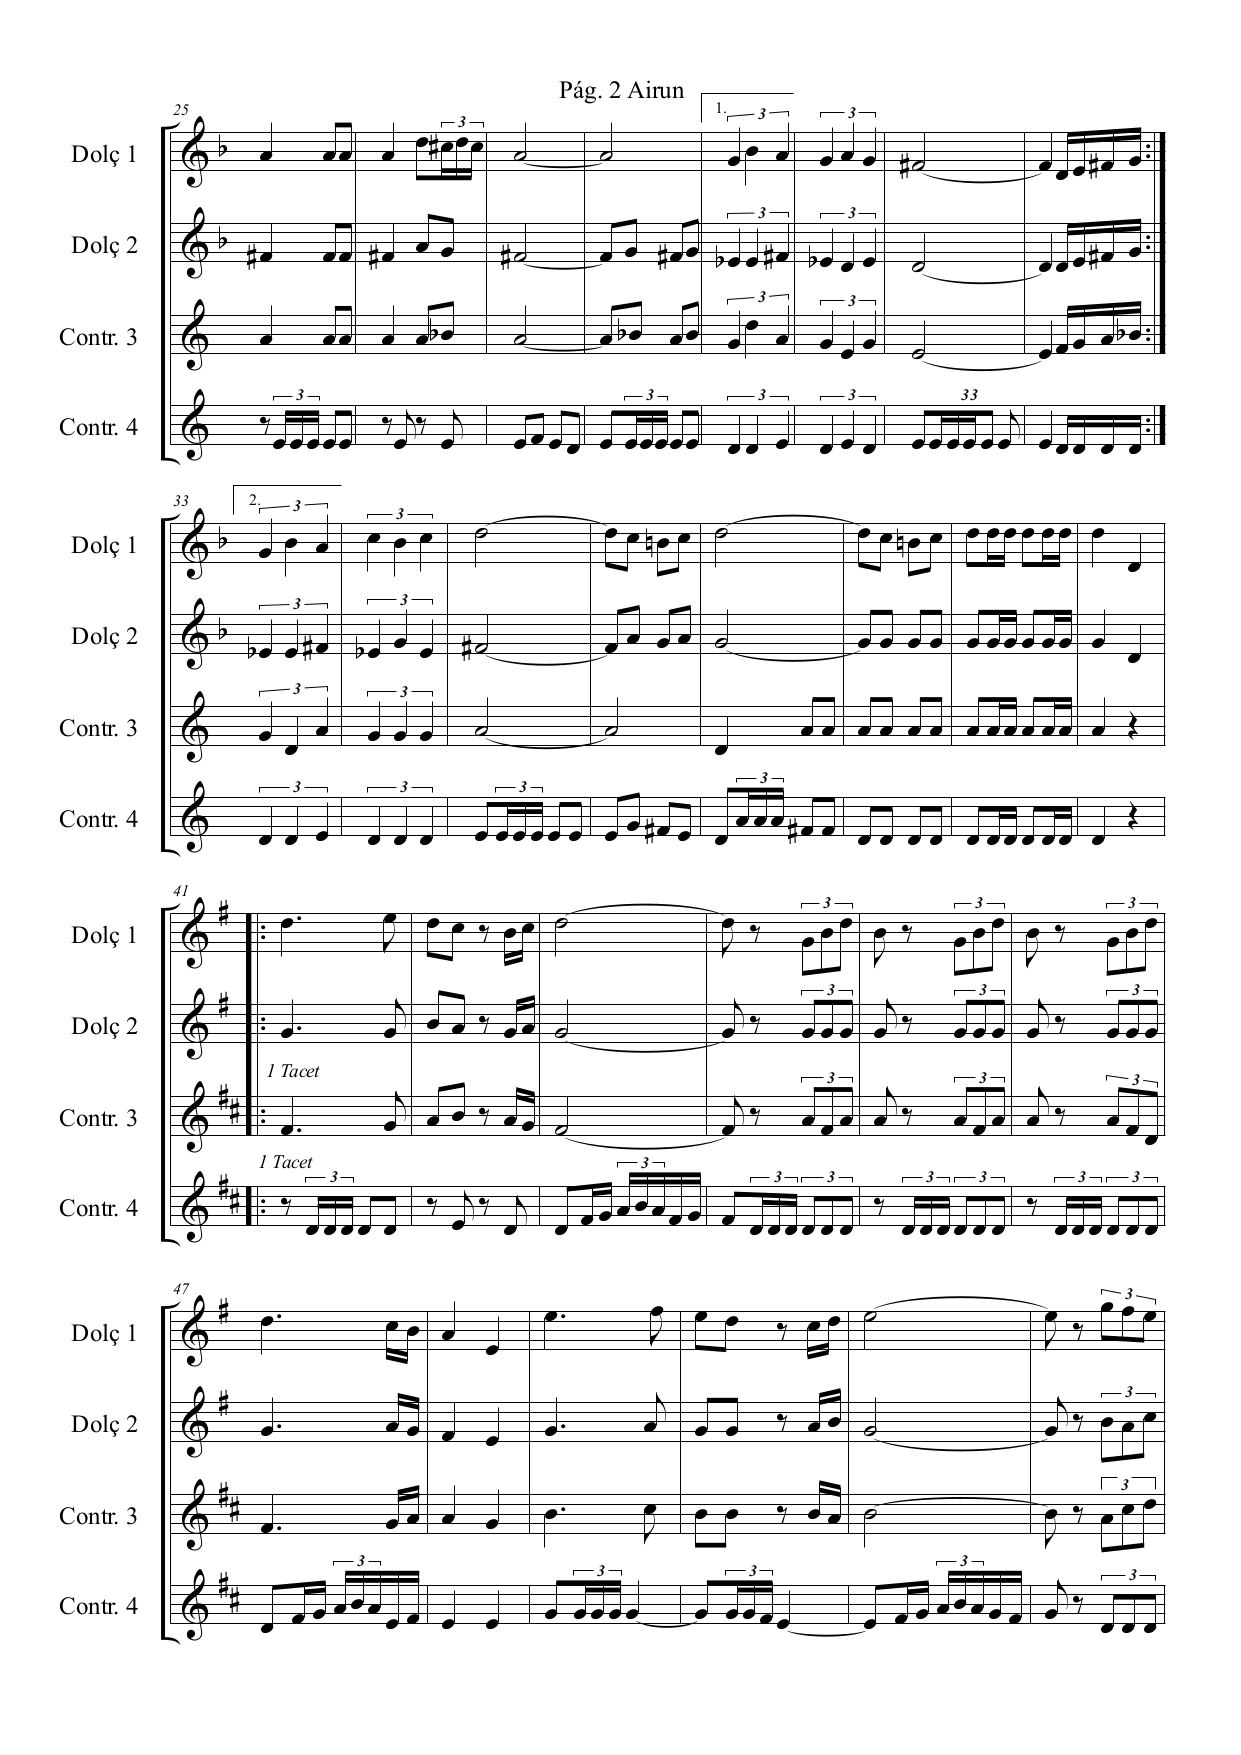 Pág. 2 Airun
25
1.
3 3 3
Dolç 1
3 3
Dolç 2
3 3
Contr. 3
3 3 3 3 33
Contr. 4
33
2.
3 3
Dolç 1
3 3
Dolç 2
3 3
Contr. 3
3 3 3 3
Contr. 4
41
3 3 3
Dolç 1
3 3 3
Dolç 2
1 Tacet
3 3 3
Contr. 3
1 Tacet
3 3 3 3 3 3 3 3
Contr. 4
47
3
Dolç 1
3
Dolç 2
3
Contr. 3
3 3 3 3 3
Contr. 4